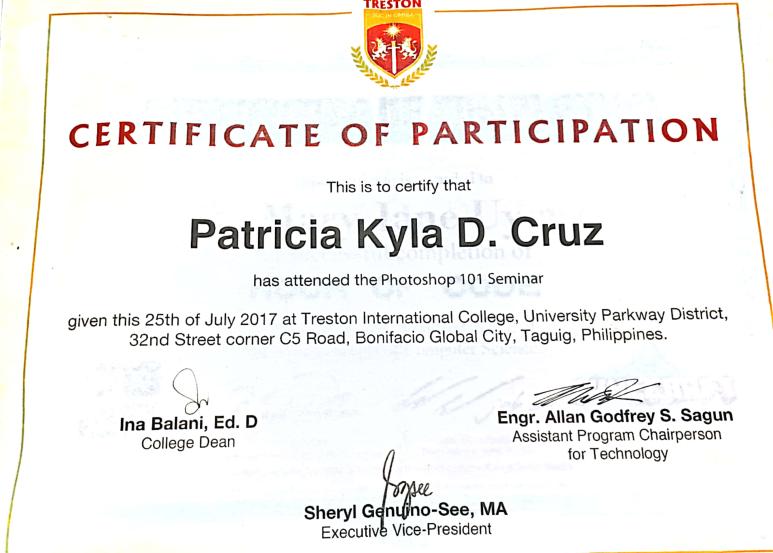 TRESTON
CERTIFICATE OF PARTICIPATION
This is to certify that
Patricia Kyla D. Cruz
has attended the Photoshop 101 Seminar
given this 25th of July 2017 at Treston International College, University Parkway District,
32nd Street corner C5 Road, Bonifacio Global City, Taguig, Philippines.
Ina Balani, Ed. D
College Dean
Engr. Allan Godfrey S. Sagun
Assistant Program Chairperson
for Technology
Sheryl Genuino-See, MA
Executive Vice-President